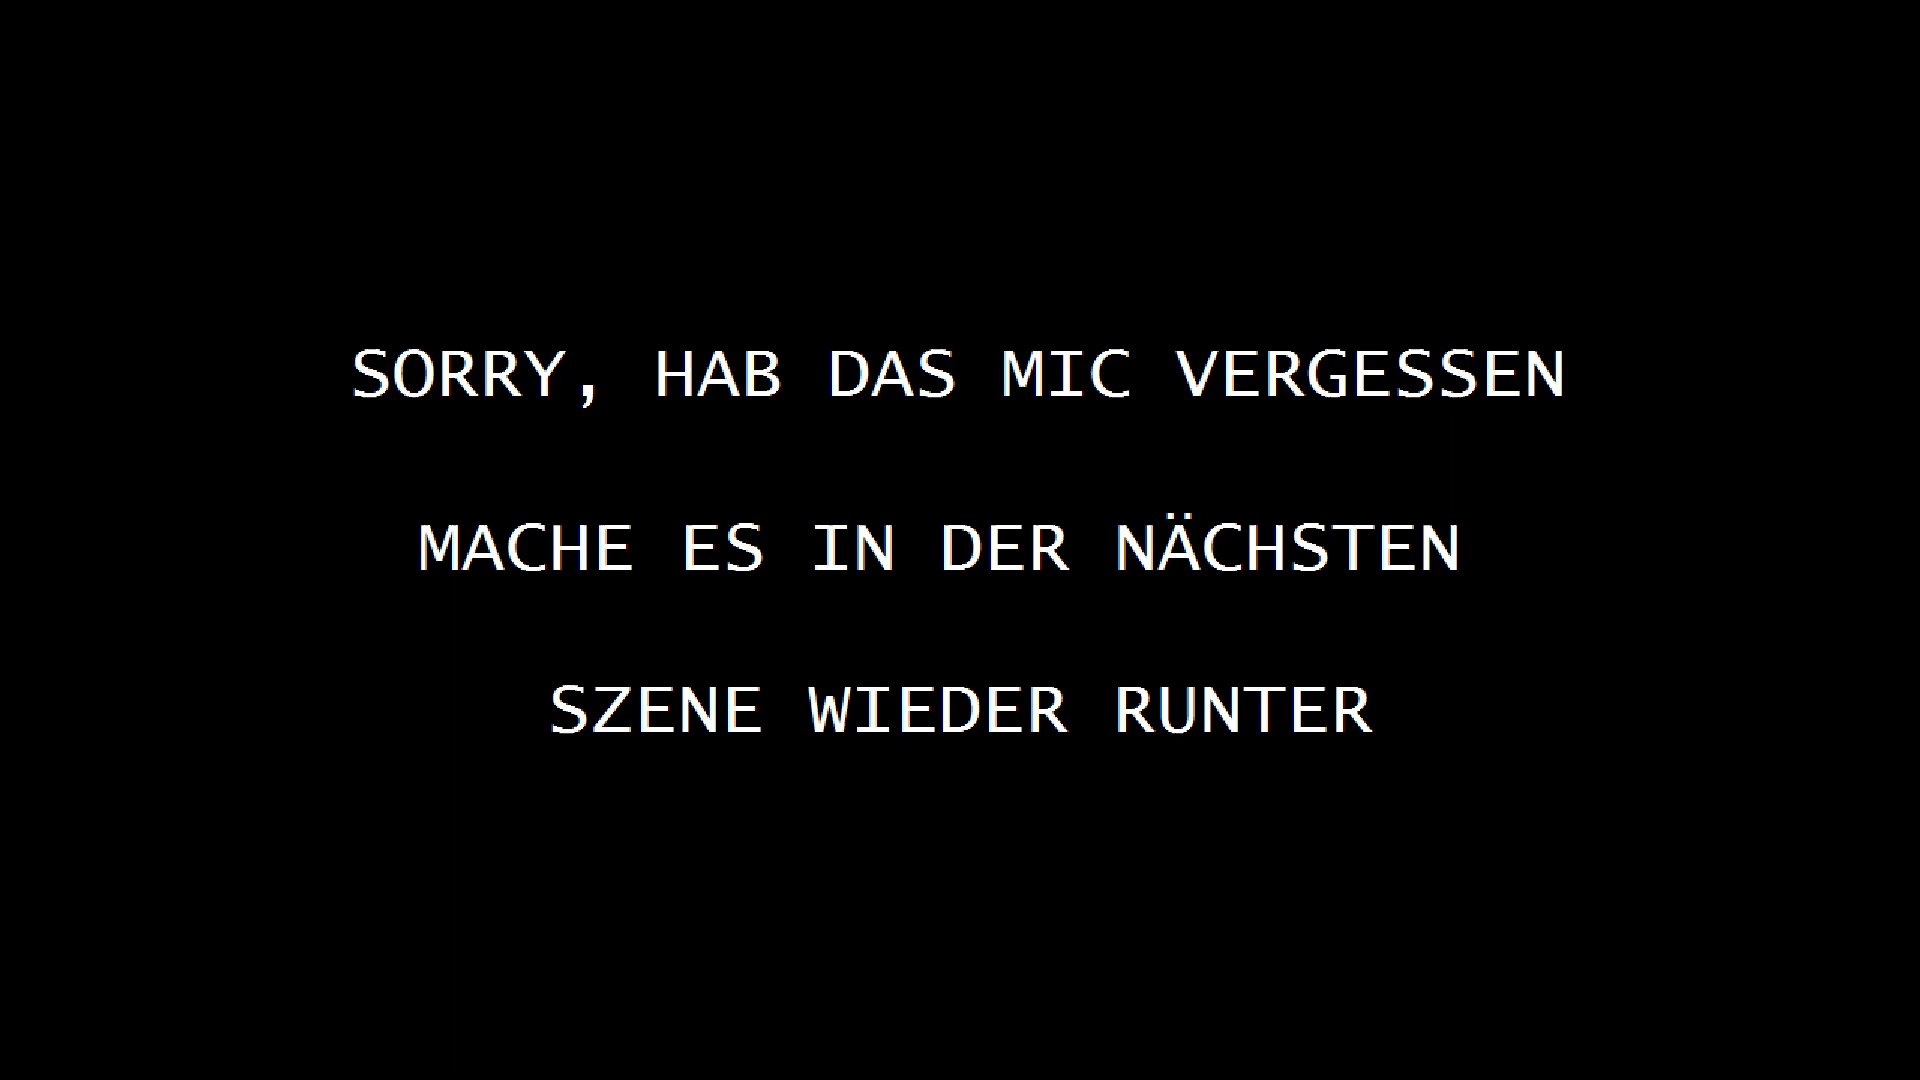 SORRY, HAB DAS MIC VERGESSEN
MACHE ES IN DER NÄCHSTEN
SZENE WIEDER RUNTER